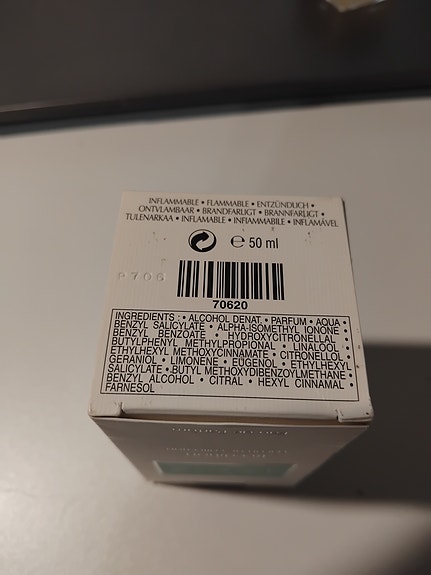 INFLAMMABLE • FLAMMABLE • ENTZÜNDLICH •
ONTVLAMBAAR • BRANDFARLIGT • BRANNFARLIGT •
TULENARKAA • INFLAMABLE • INFIAMMABILE • INFLAMÁVEL
e 50 ml
P706
70620
INGREDIENTS : • ALCOHOL DENAT. • PARFUM • AQUA •
BENZYL SALICYLATE • ALPHA-ISOMETHYL IONONE •
BENZYL BENZOATE • HYDROXYCITRONELLAL •
BUTYLPHENYL METHYLPROPIONAL • LINALOOL •
ETHYLHEXYL METHOXYCINNAMATE • CITRONELLOL •
GERANIOL • LIMONENE • EUGENOL • ETHYLHEXYL
SALICYLATE • BUTYL METHOXYDIBENZOYLMETHANE •
BENZYL ALCOHOL • CITRAL • HEXYL CINNAMAL •
FARNESOL